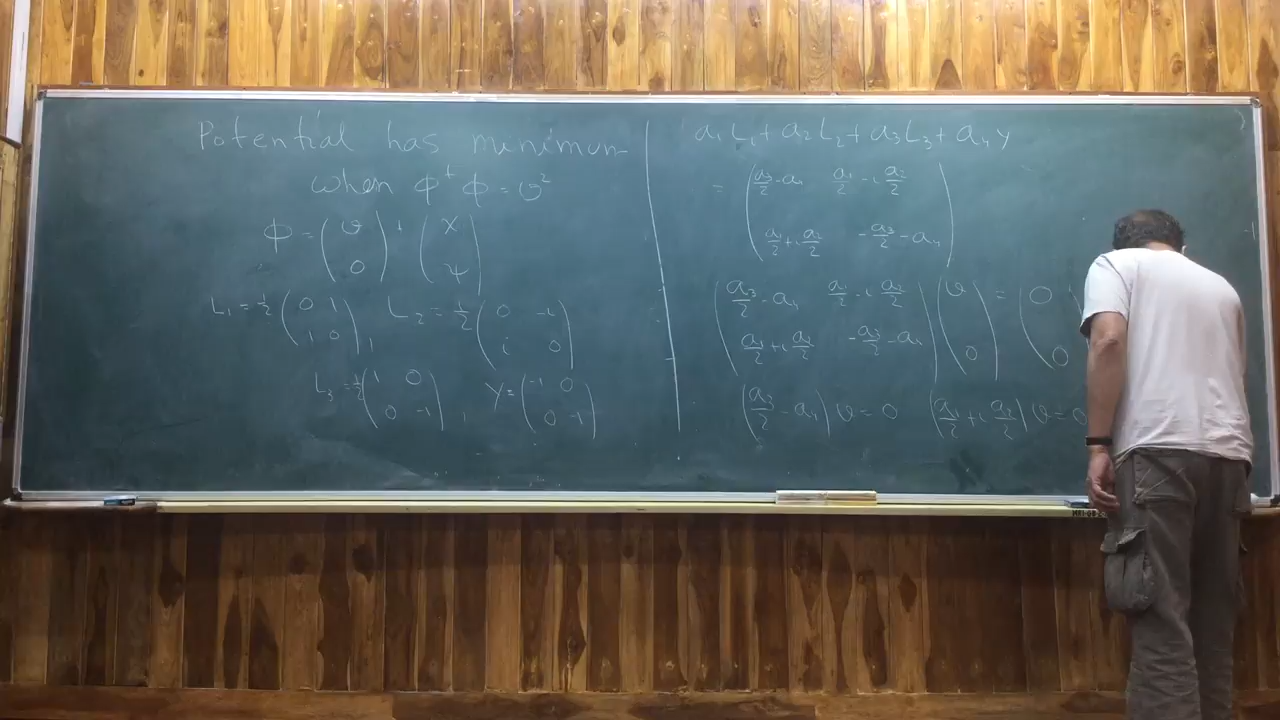 Potential has minimum
when Φ†Φ = v²
Φ = (v 0) + (χ ψ)
L₁ = ½ (0 1 / 1 0), L₂ = ½ (0 -i / i 0)
L₃ = ½ (1 0 / 0 -1), Y = (-1 0 / 0 -1)
a₁L₁ + a₂L₂ + a₃L₃ + a₄Y
= (a₃/2 - a₄ a₁/2 - i a₂/2 / a₁/2 + i a₂/2 -a₃/2 - a₄)
(a₃/2 - a₄ a₁/2 - i a₂/2 / a₁/2 + i a₂/2 -a₃/2 - a₄) (v 0) = (0 0
(a₃/2 - a₄) v = 0 (a₁/2 + i a₂/2) v = 0